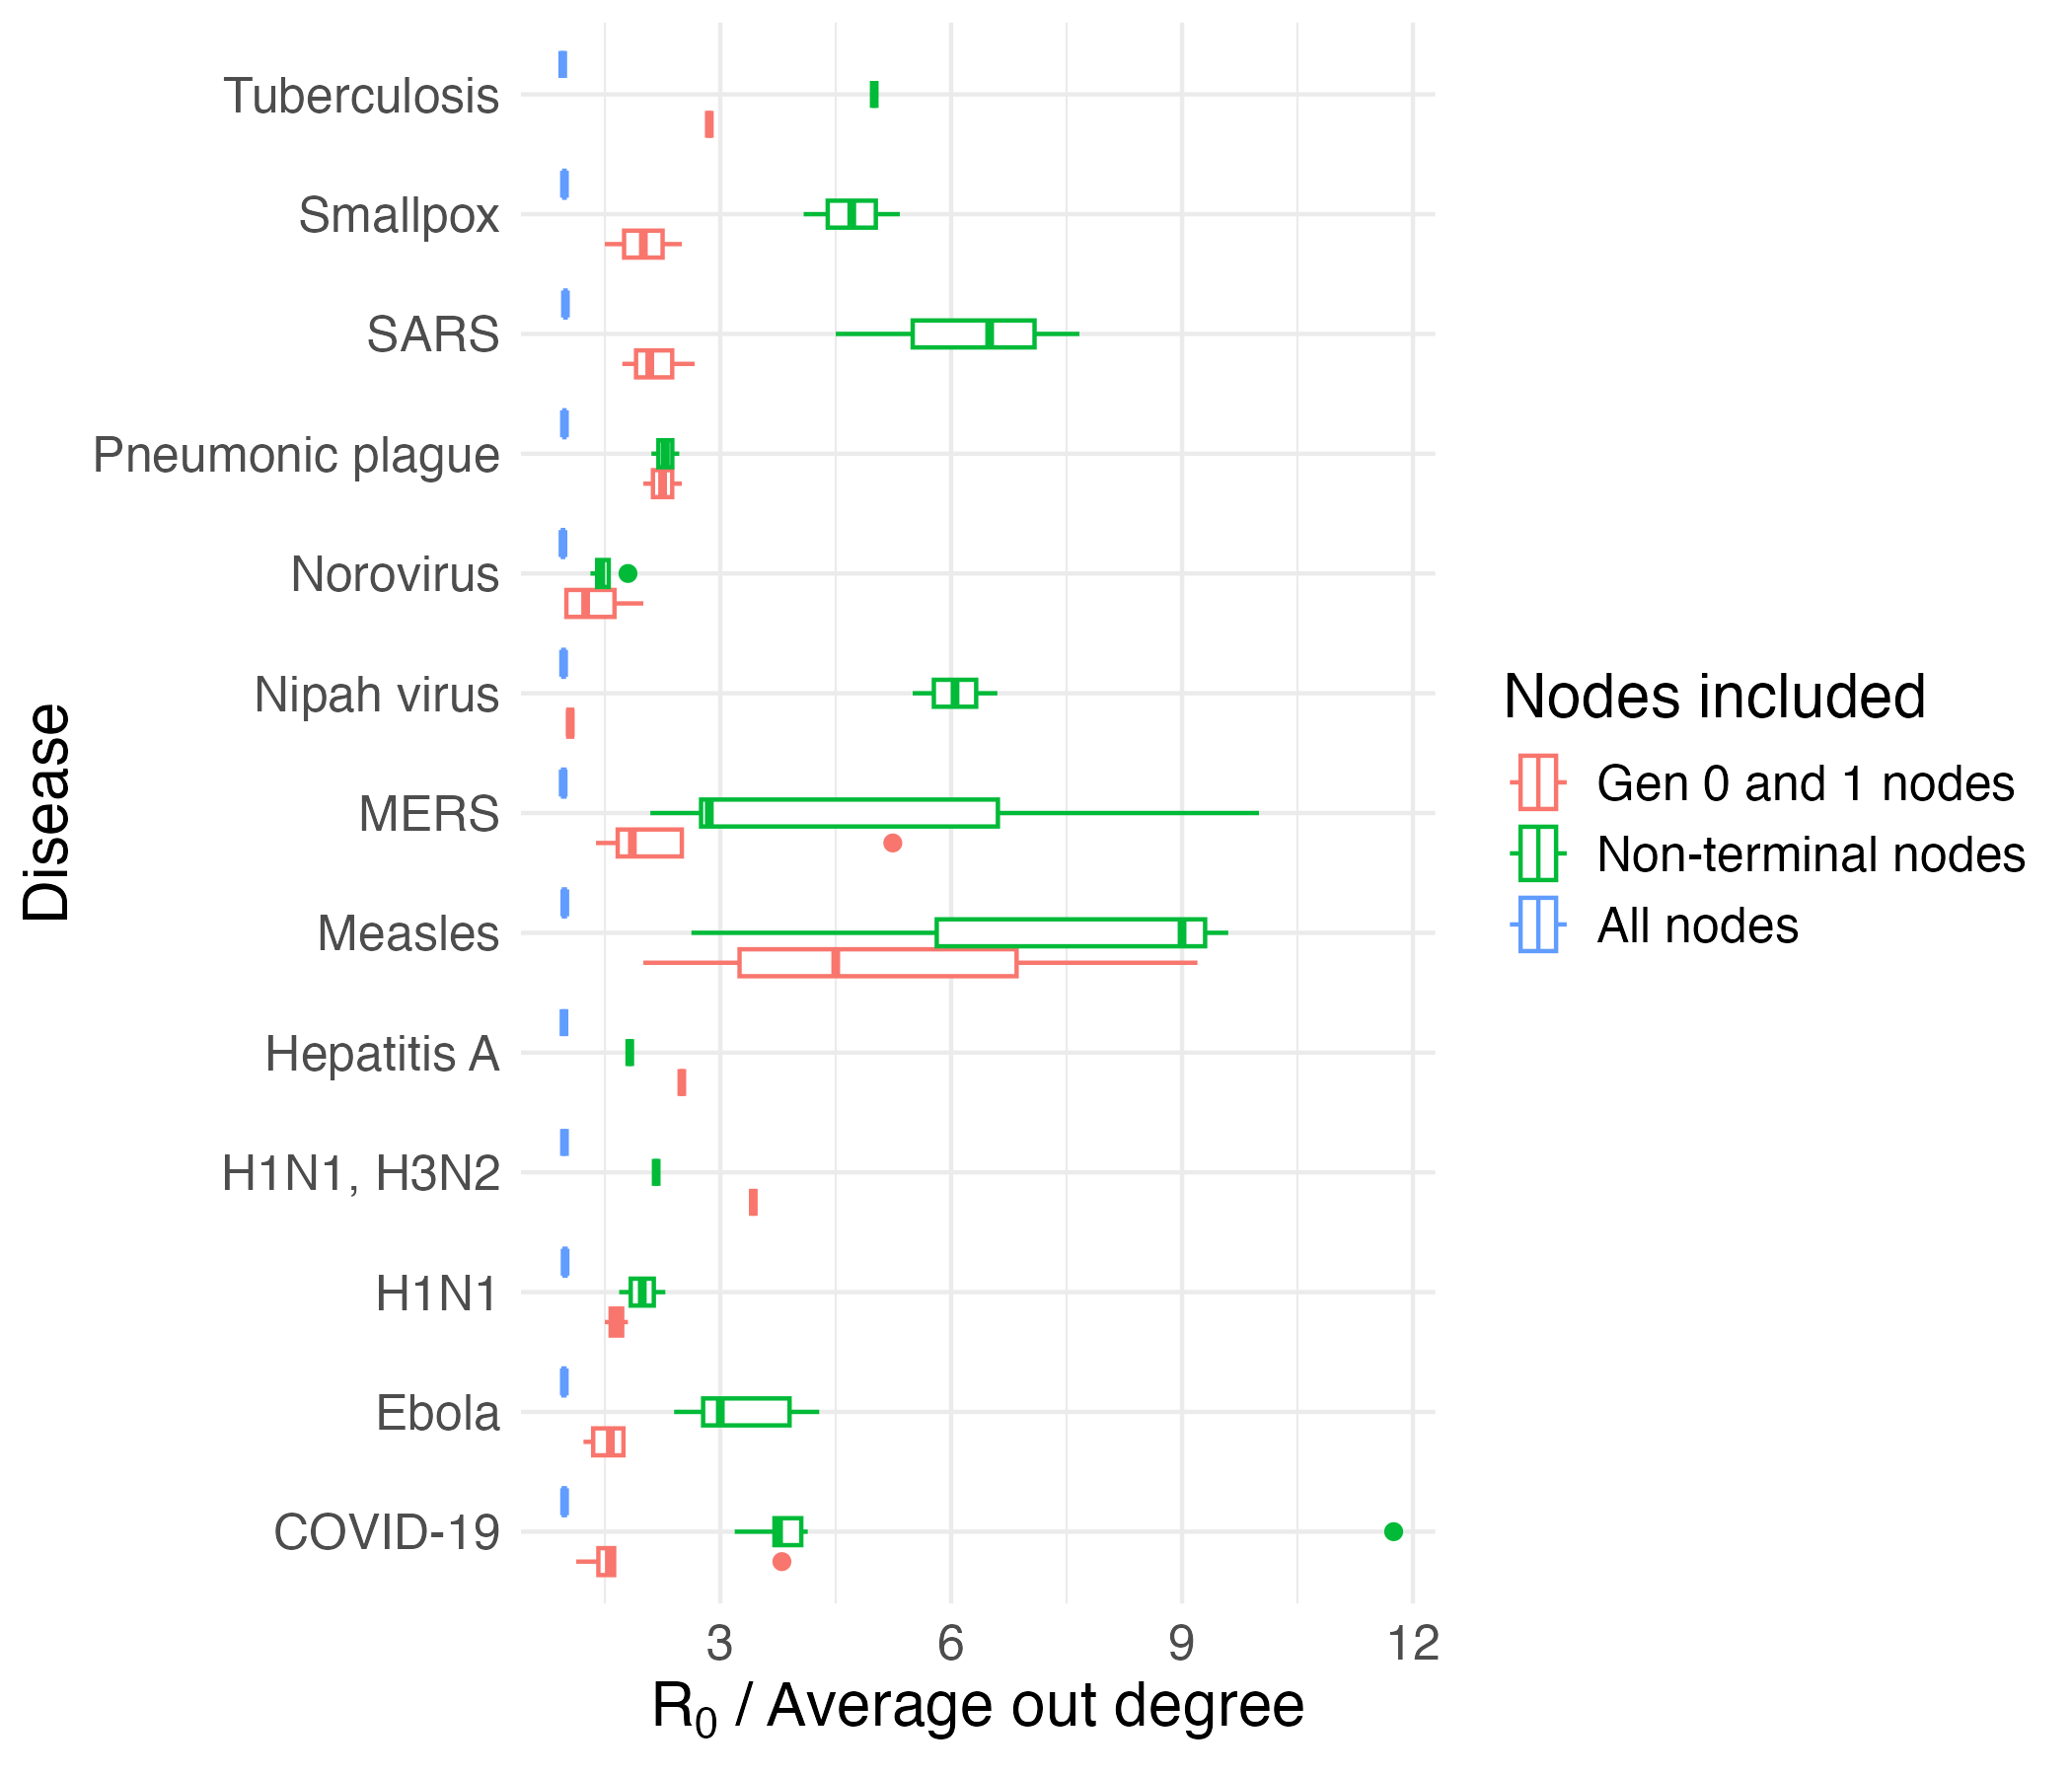 Tuberculosis
Smallpox
SARS
Pneumonic plague
Norovirus
Nipah virus
MERS
Measles
Hepatitis A
H1N1, H3N2
H1N1
Ebola
COVID-19
Disease
3 6 9 12
R₀ / Average out degree
Nodes included
Gen 0 and 1 nodes
Non-terminal nodes
All nodes